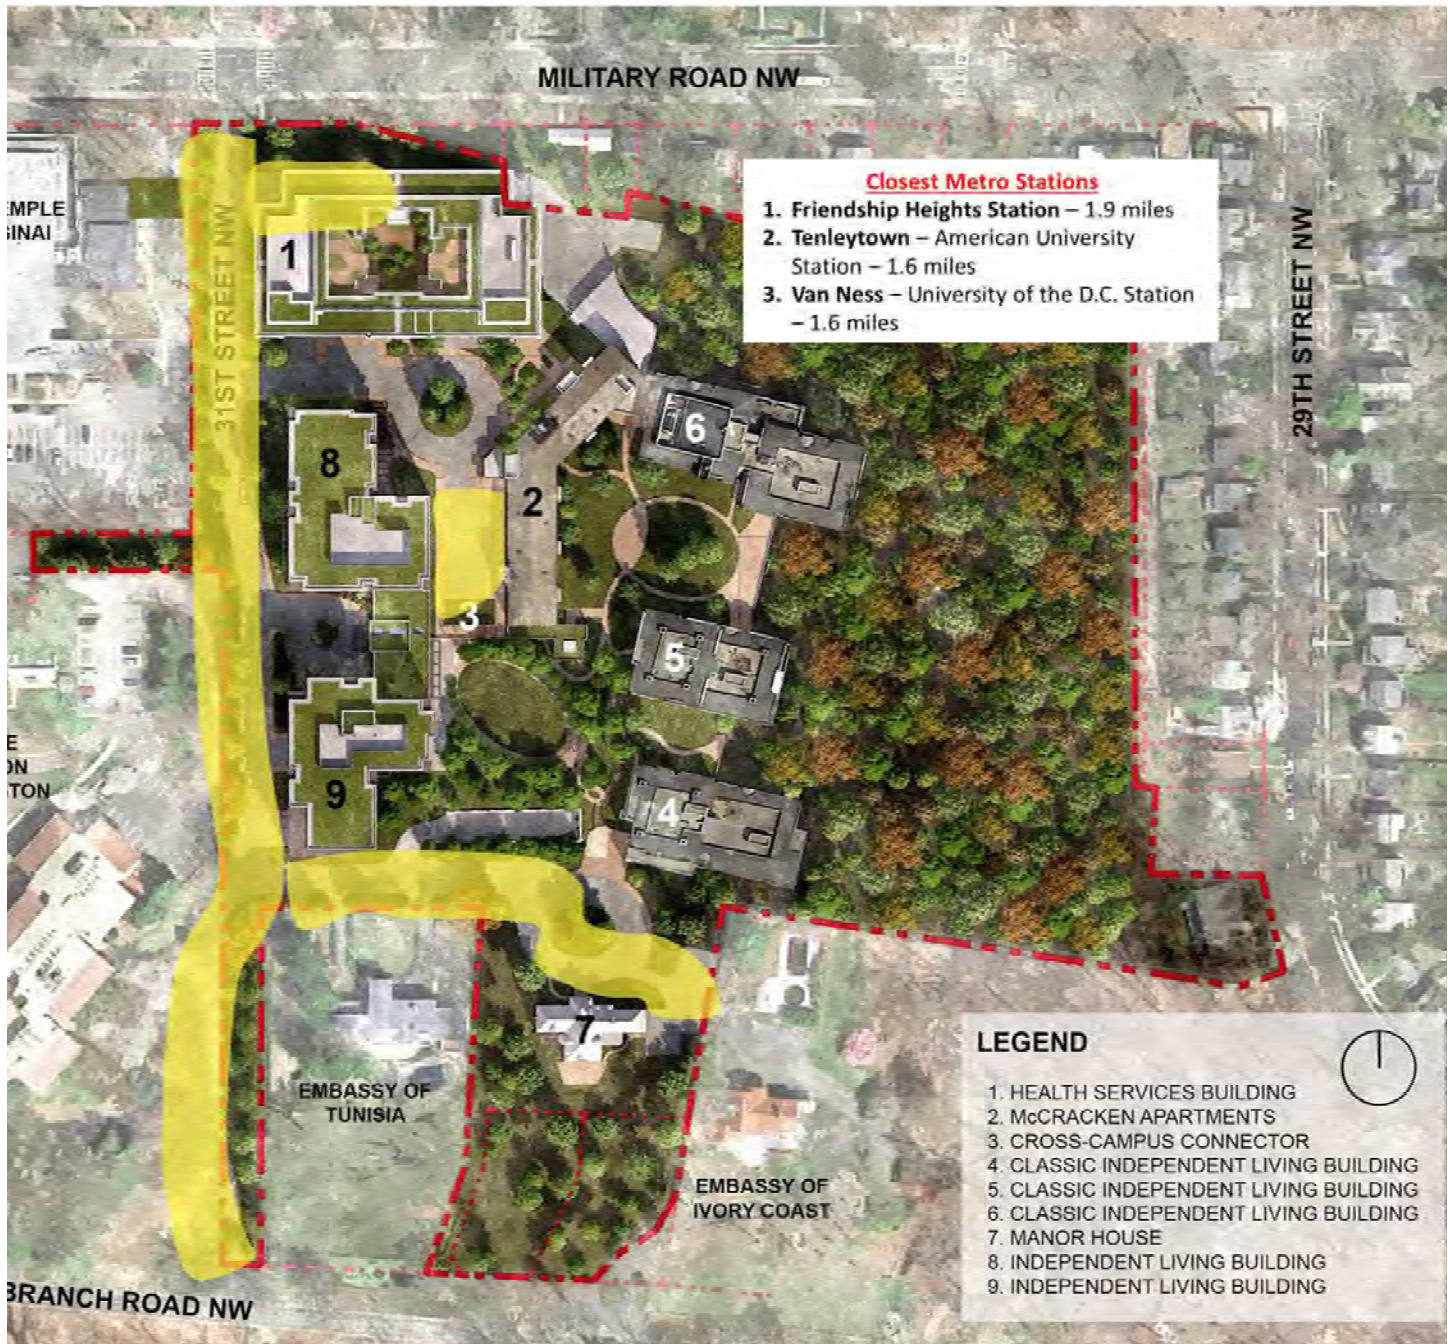 MILITARY ROAD NW
Closest Metro Stations
1. Friendship Heights Station – 1.9 miles
2. Tenleytown – American University
Station – 1.6 miles
3. Van Ness – University of the D.C. Station
– 1.6 miles
EMPLE
SINAI
31ST STREET NW
29TH STREET NW
1
6
8
2
3
5
9
4
E
ON
TON
7
EMBASSY OF
TUNISIA
EMBASSY OF
IVORY COAST
BRANCH ROAD NW
LEGEND
1. HEALTH SERVICES BUILDING
2. McCRACKEN APARTMENTS
3. CROSS-CAMPUS CONNECTOR
4. CLASSIC INDEPENDENT LIVING BUILDING
5. CLASSIC INDEPENDENT LIVING BUILDING
6. CLASSIC INDEPENDENT LIVING BUILDING
7. MANOR HOUSE
8. INDEPENDENT LIVING BUILDING
9. INDEPENDENT LIVING BUILDING